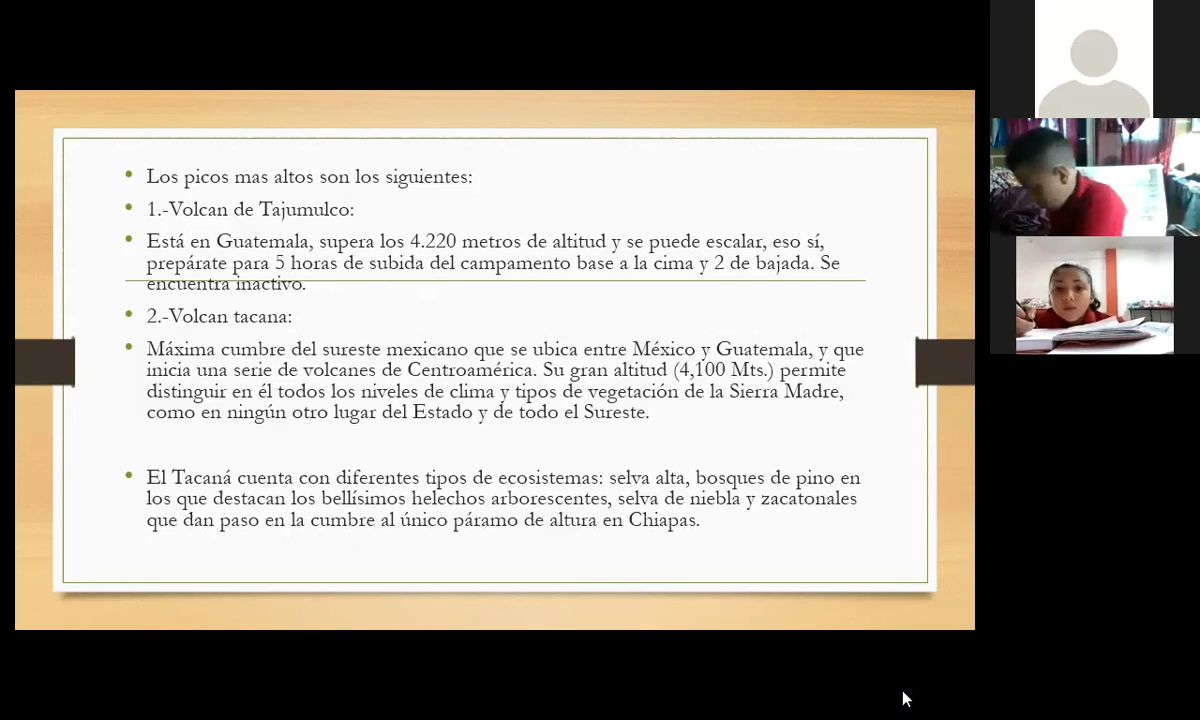 Los picos mas altos son los siguientes:
1.-Volcan de Tajumulco:
Está en Guatemala, supera los 4.220 metros de altitud y se puede escalar, eso sí,
prepárate para 5 horas de subida del campamento base a la cima y 2 de bajada. Se
encuentra inactivo.
2.-Volcan tacana:
Máxima cumbre del sureste mexicano que se ubica entre México y Guatemala, y que
inicia una serie de volcanes de Centroamérica. Su gran altitud (4,100 Mts.) permite
distinguir en él todos los niveles de clima y tipos de vegetación de la Sierra Madre,
como en ningún otro lugar del Estado y de todo el Sureste.
El Tacaná cuenta con diferentes tipos de ecosistemas: selva alta, bosques de pino en
los que destacan los bellísimos helechos arborescentes, selva de niebla y zacatonales
que dan paso en la cumbre al único páramo de altura en Chiapas.